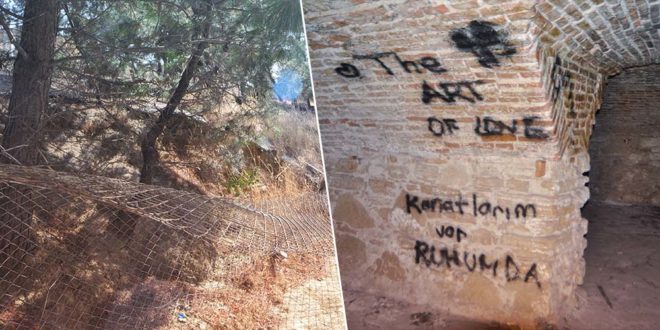 The
ART
OF LOVE
Kanatlarım
var
RUHUMDA